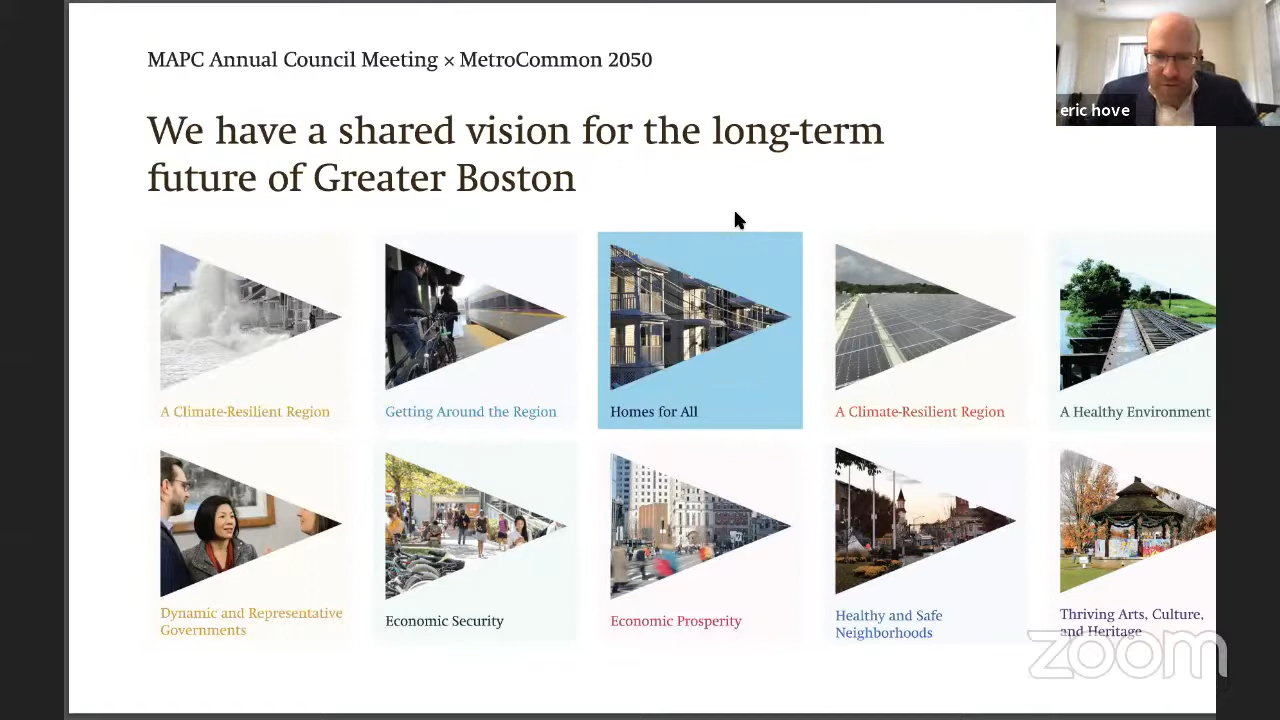 MAPC Annual Council Meeting × MetroCommon 2050
eric hove
We have a shared vision for the long-term
future of Greater Boston
A Climate-Resilient Region
Getting Around the Region
Homes for All
A Climate-Resilient Region
A Healthy Environment
Dynamic and Representative
Governments
Economic Security
Economic Prosperity
Healthy and Safe
Neighborhoods
Thriving Arts, Culture,
and Heritage
zoom